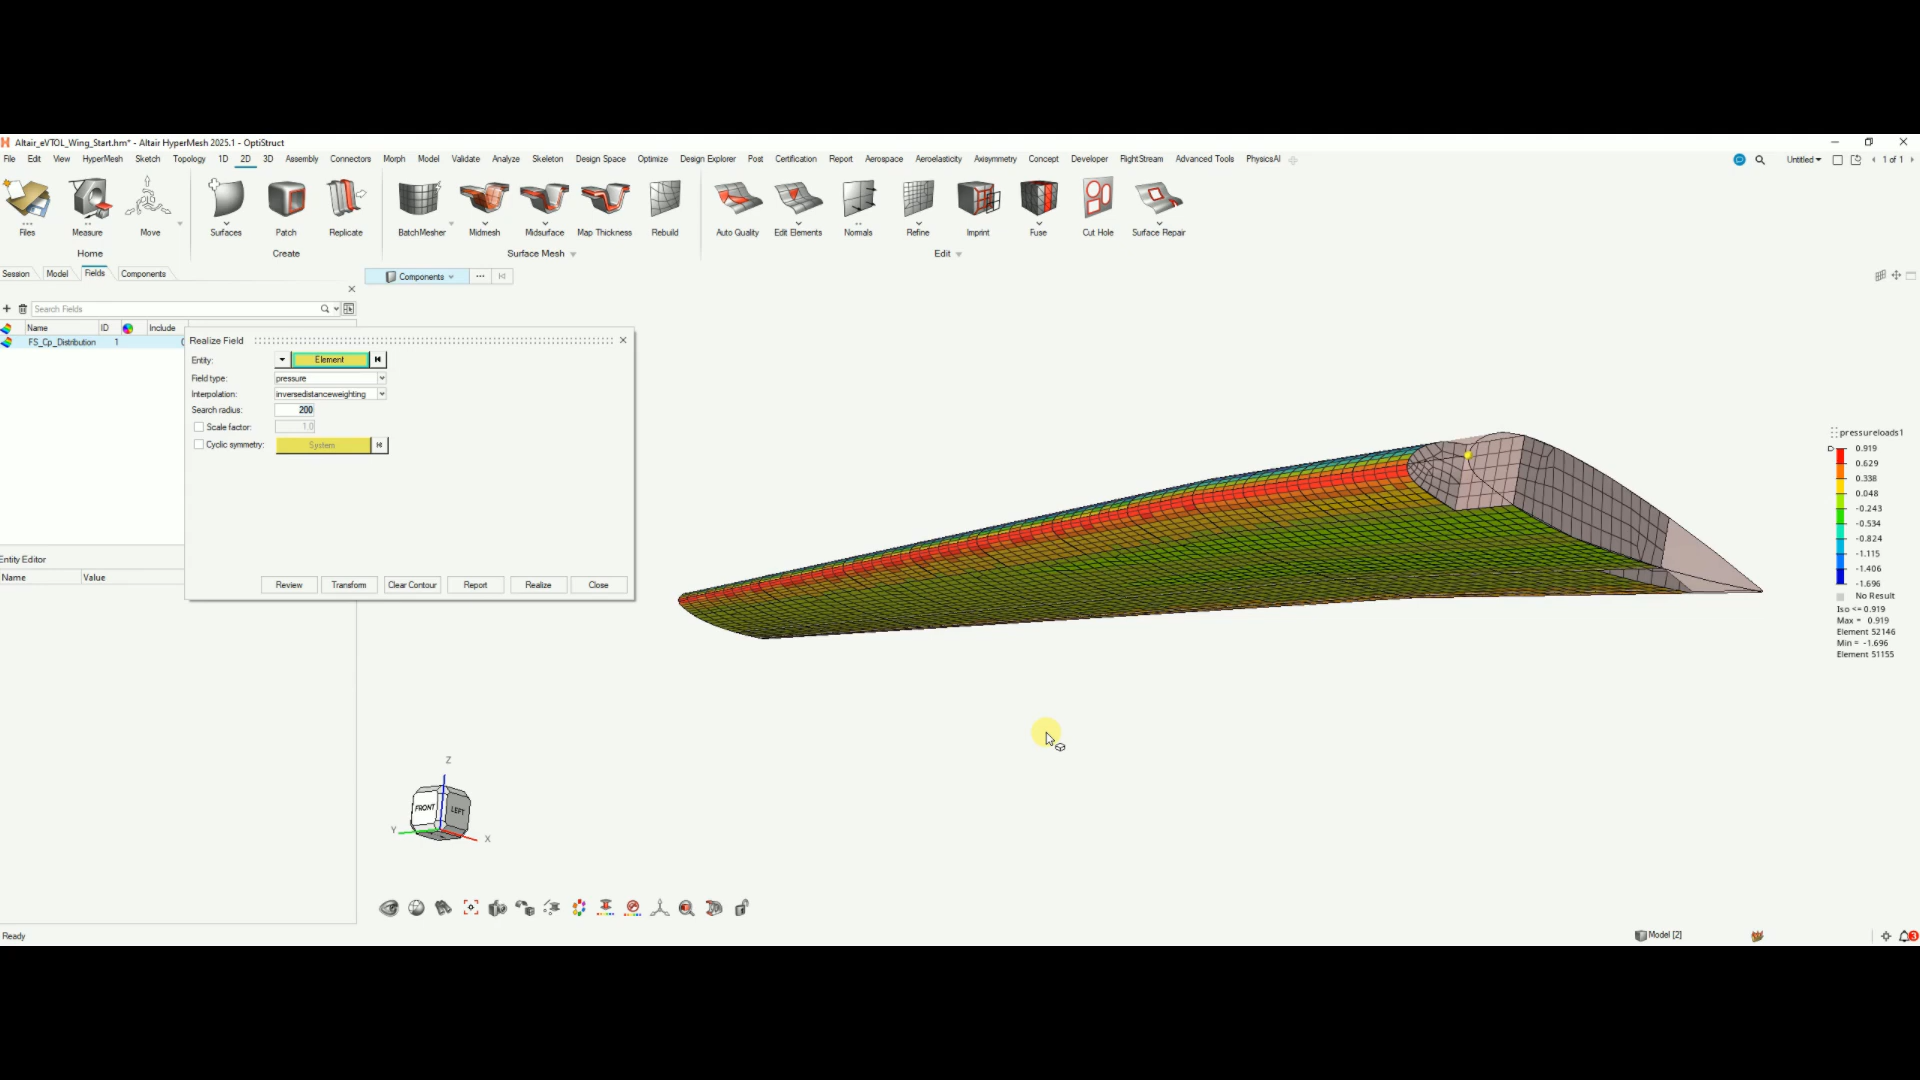 Altair_eVTOL_Wing_Start.hm* - Altair HyperMesh 2025.1 - OptiStruct
File Edit View HyperMesh Sketch Topology 1D 2D 3D Assembly Connectors Morph Model Validate Analyze Skeleton Design Space Optimize Design Explorer Post Certification Report Aerospace Aeroelasticity Axisymmetry Concept Developer FlightStream Advanced Tools PhysicsAI Untitled 1 of 1
Files Measure Move Surfaces Patch Replicate BatchMesher Midmesh Midsurface Map Thickness Rebuild Auto Quality Edit Elements Normals Refine Imprint Fuse Cut Hole Surface Repair
Home Create Surface Mesh Edit
Session Model Fields Components
Components
Search Fields
Name ID Include
FS_Cp_Distribution 1
Realize Field
Entity: Element
Field type: pressure
Interpolation: inversedistanceweighting
Search radius: 200
Scale factor: 1.0
Cyclic symmetry: System
Review Transform Clear Contour Report Realize Close
Entity Editor
Name Value
pressureloads1
0.919
0.629
0.338
0.048
-0.243
-0.534
-0.824
-1.115
-1.406
-1.696
No Result
Iso <= 0.919
Max = 0.919
Element 52146
Min = -1.696
Element 51155
Z
FRONT LEFT
Y
X
Ready
Model [2]
3